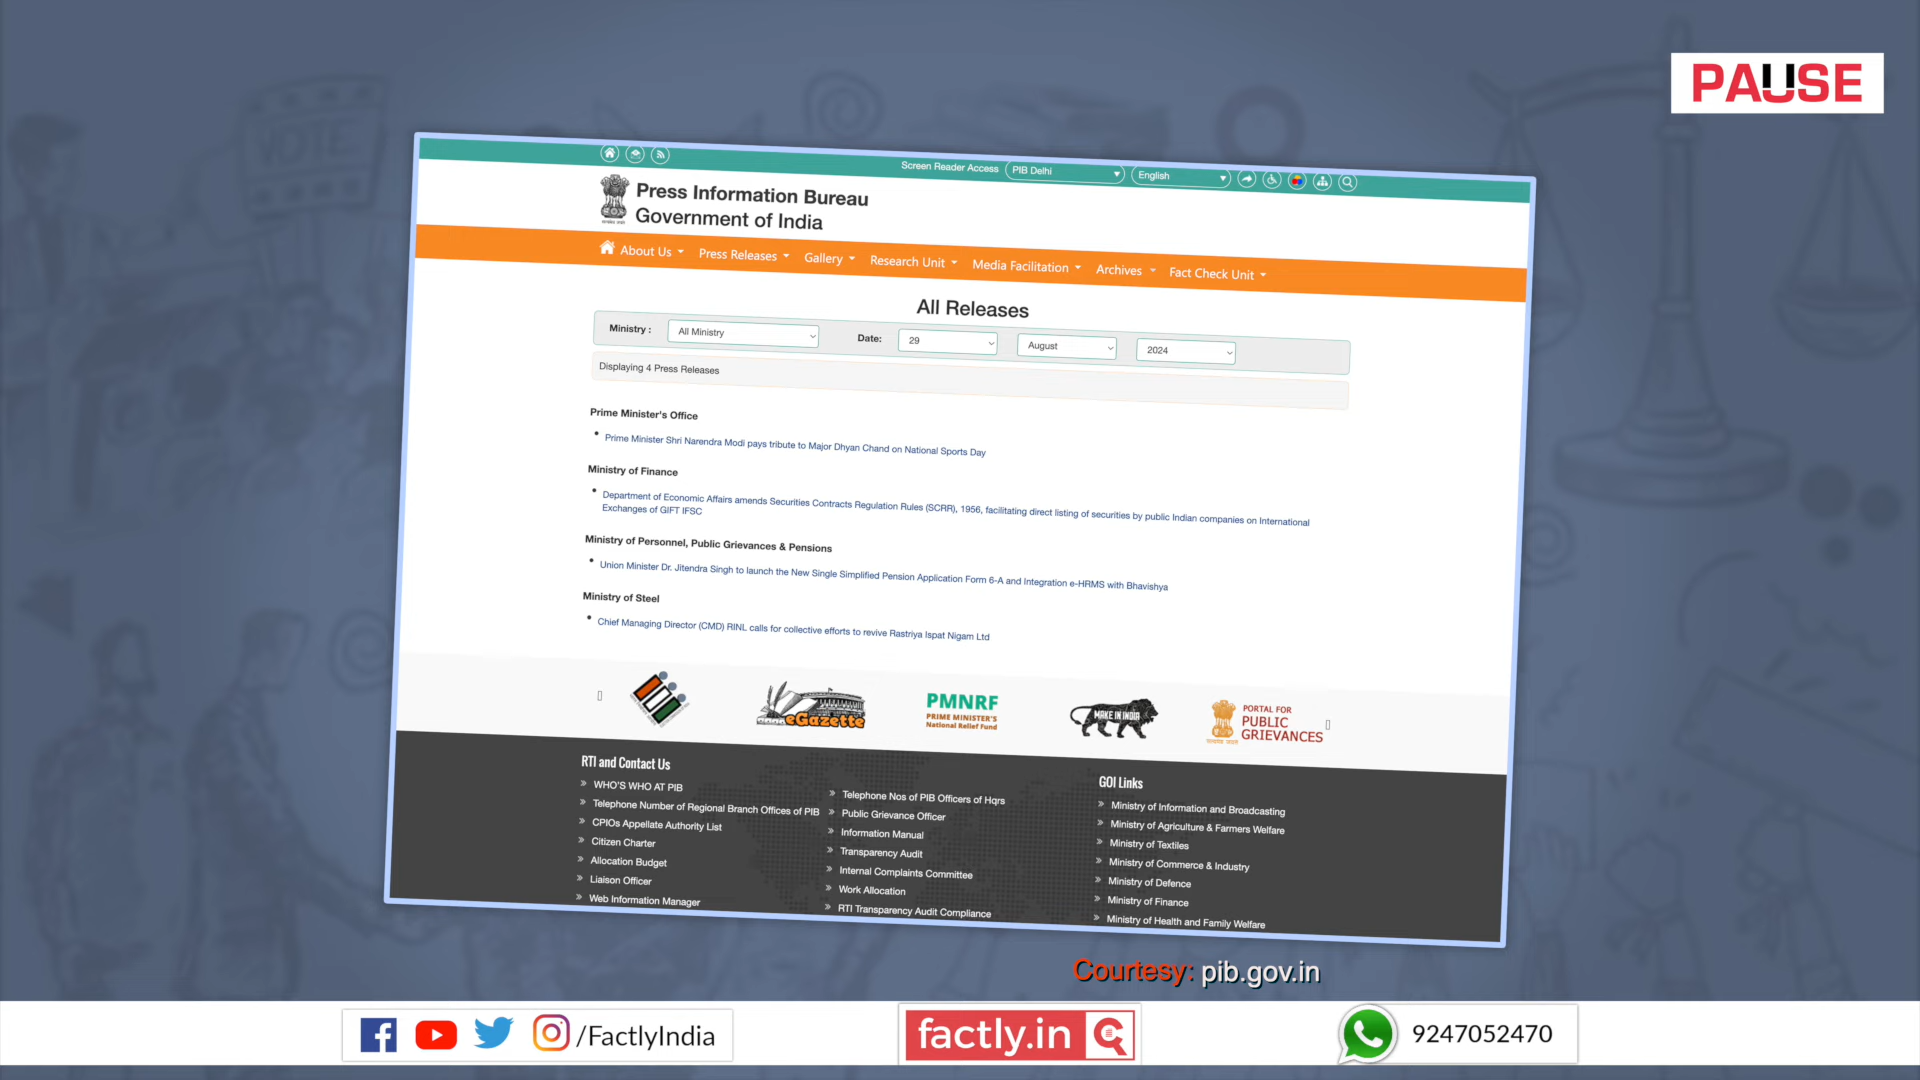 PAUSE
VOTE
Screen Reader Access
PIB Delhi
English
Press Information Bureau
Government of India
About Us
Press Releases
Gallery
Research Unit
Media Facilitation
Archives
Fact Check Unit
All Releases
Ministry :
All Ministry
Date:
29
August
2024
Displaying 4 Press Releases
Prime Minister's Office
Prime Minister Shri Narendra Modi pays tribute to Major Dhyan Chand on National Sports Day
Ministry of Finance
Department of Economic Affairs amends Securities Contracts Regulation Rules (SCRR), 1956, facilitating direct listing of securities by public Indian companies on International
Exchanges of GIFT IFSC
Ministry of Personnel, Public Grievances & Pensions
Union Minister Dr. Jitendra Singh to launch the New Single Simplified Pension Application Form 6-A and Integration e-HRMS with Bhavishya
Ministry of Steel
Chief Managing Director (CMD) RINL calls for collective efforts to revive Rastriya Ispat Nigam Ltd
eGazette
PMNRF
PRIME MINISTER'S
National Relief Fund
MAKE IN INDIA
PORTAL FOR
PUBLIC
GRIEVANCES
RTI and Contact Us
WHO'S WHO AT PIB
Telephone Number of Regional Branch Offices of PIB
CPIOs Appellate Authority List
Citizen Charter
Allocation Budget
Liaison Officer
Web Information Manager
Telephone Nos of PIB Officers of Hqrs
Public Grievance Officer
Information Manual
Transparency Audit
Internal Complaints Committee
Work Allocation
RTI Transparency Audit Compliance
GOI Links
Ministry of Information and Broadcasting
Ministry of Agriculture & Farmers Welfare
Ministry of Textiles
Ministry of Commerce & Industry
Ministry of Defence
Ministry of Finance
Ministry of Health and Family Welfare
Courtesy: pib.gov.in
/FactlyIndia
factly.in
9247052470